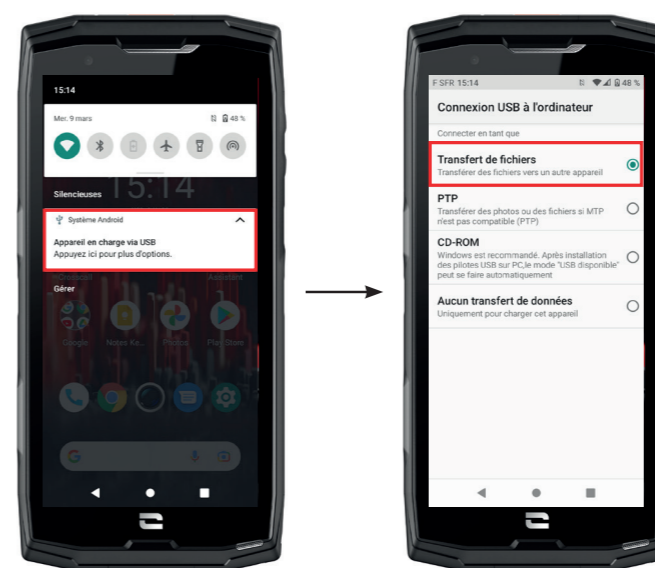 15:14
Mer. 9 mars
48 %
15:14
Silencieuses
Système Android
Appareil en charge via USB
Appuyez ici pour plus d'options.
Assistant
Gérer
Google
Notes Ke...
Photos
Play Store
F SFR 15:14
48 %
Connexion USB à l'ordinateur
Connecter en tant que
Transfert de fichiers
Transférer des fichiers vers un autre appareil
PTP
Transférer des photos ou des fichiers si MTP
n'est pas compatible (PTP)
CD-ROM
Windows est recommandé. Après installation
des pilotes USB sur PC,le mode "USB disponible"
peut se faire automatiquement
Aucun transfert de données
Uniquement pour charger cet appareil